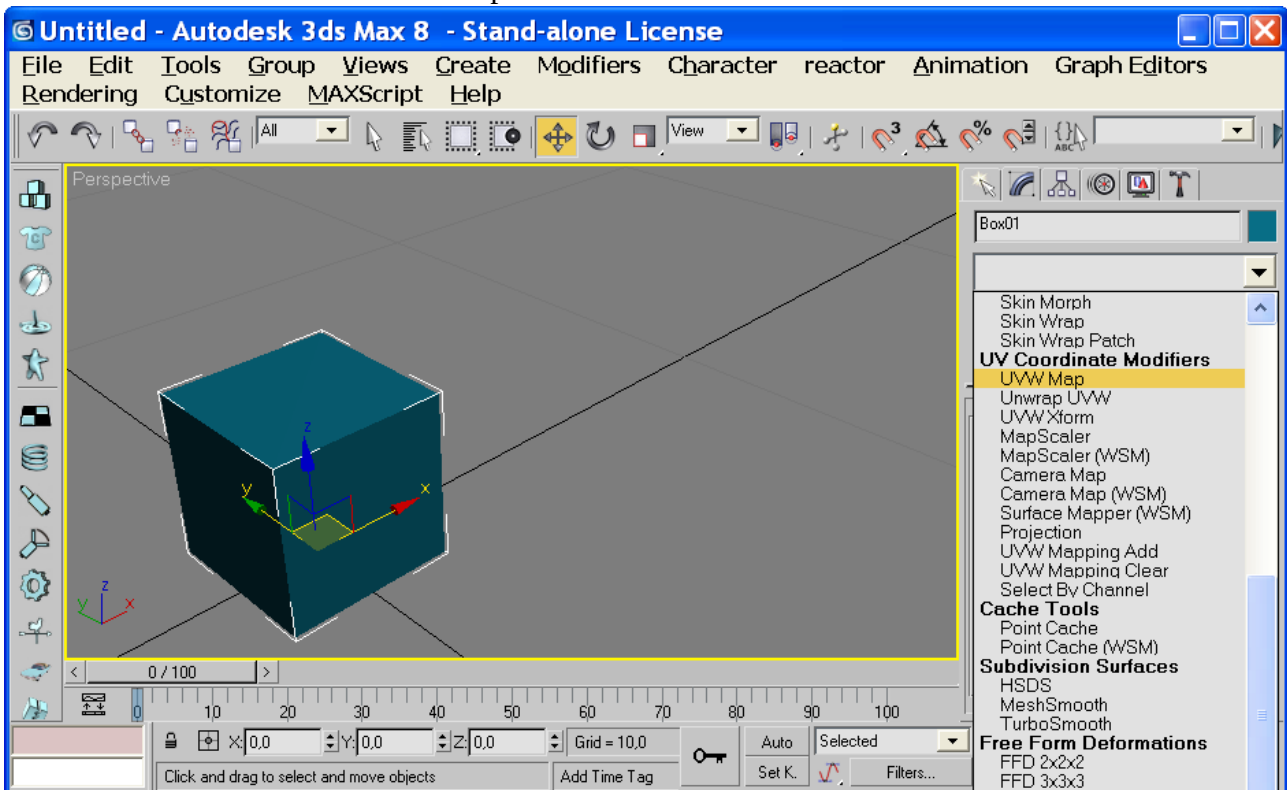 Untitled - Autodesk 3ds Max 8 - Stand-alone License
File Edit Tools Group Views Create Modifiers Character reactor Animation Graph Editors
Rendering Customize MAXScript Help
All View 3 % {} ABC
Perspective
Box01
Skin Morph
Skin Wrap
Skin Wrap Patch
UV Coordinate Modifiers
UVW Map
Unwrap UVW
UVW Xform
MapScaler
MapScaler (WSM)
Camera Map
Camera Map (WSM)
Surface Mapper (WSM)
Projection
UVW Mapping Add
UVW Mapping Clear
Select By Channel
Cache Tools
Point Cache
Point Cache (WSM)
Subdivision Surfaces
HSDS
MeshSmooth
TurboSmooth
Free Form Deformations
FFD 2x2x2
FFD 3x3x3
z
y x
z
y x
< 0 / 100 >
0 10 20 30 40 50 60 70 80 90 100
X: 0,0 Y: 0,0 Z: 0,0 Grid = 10,0 Auto Selected
Click and drag to select and move objects Add Time Tag Set K. Filters...